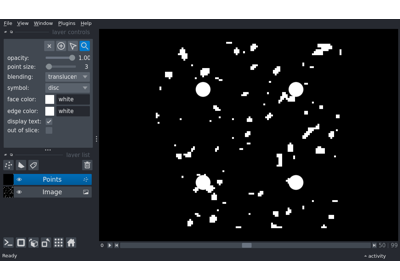 File View Window Plugins Help
layer controls
opacity: 1.00
point size: 3
blending: translucen
symbol: disc
face color: white
edge color: white
display text: ✓
out of slice:
layer list
Points
Image
0 50 99
Ready activity